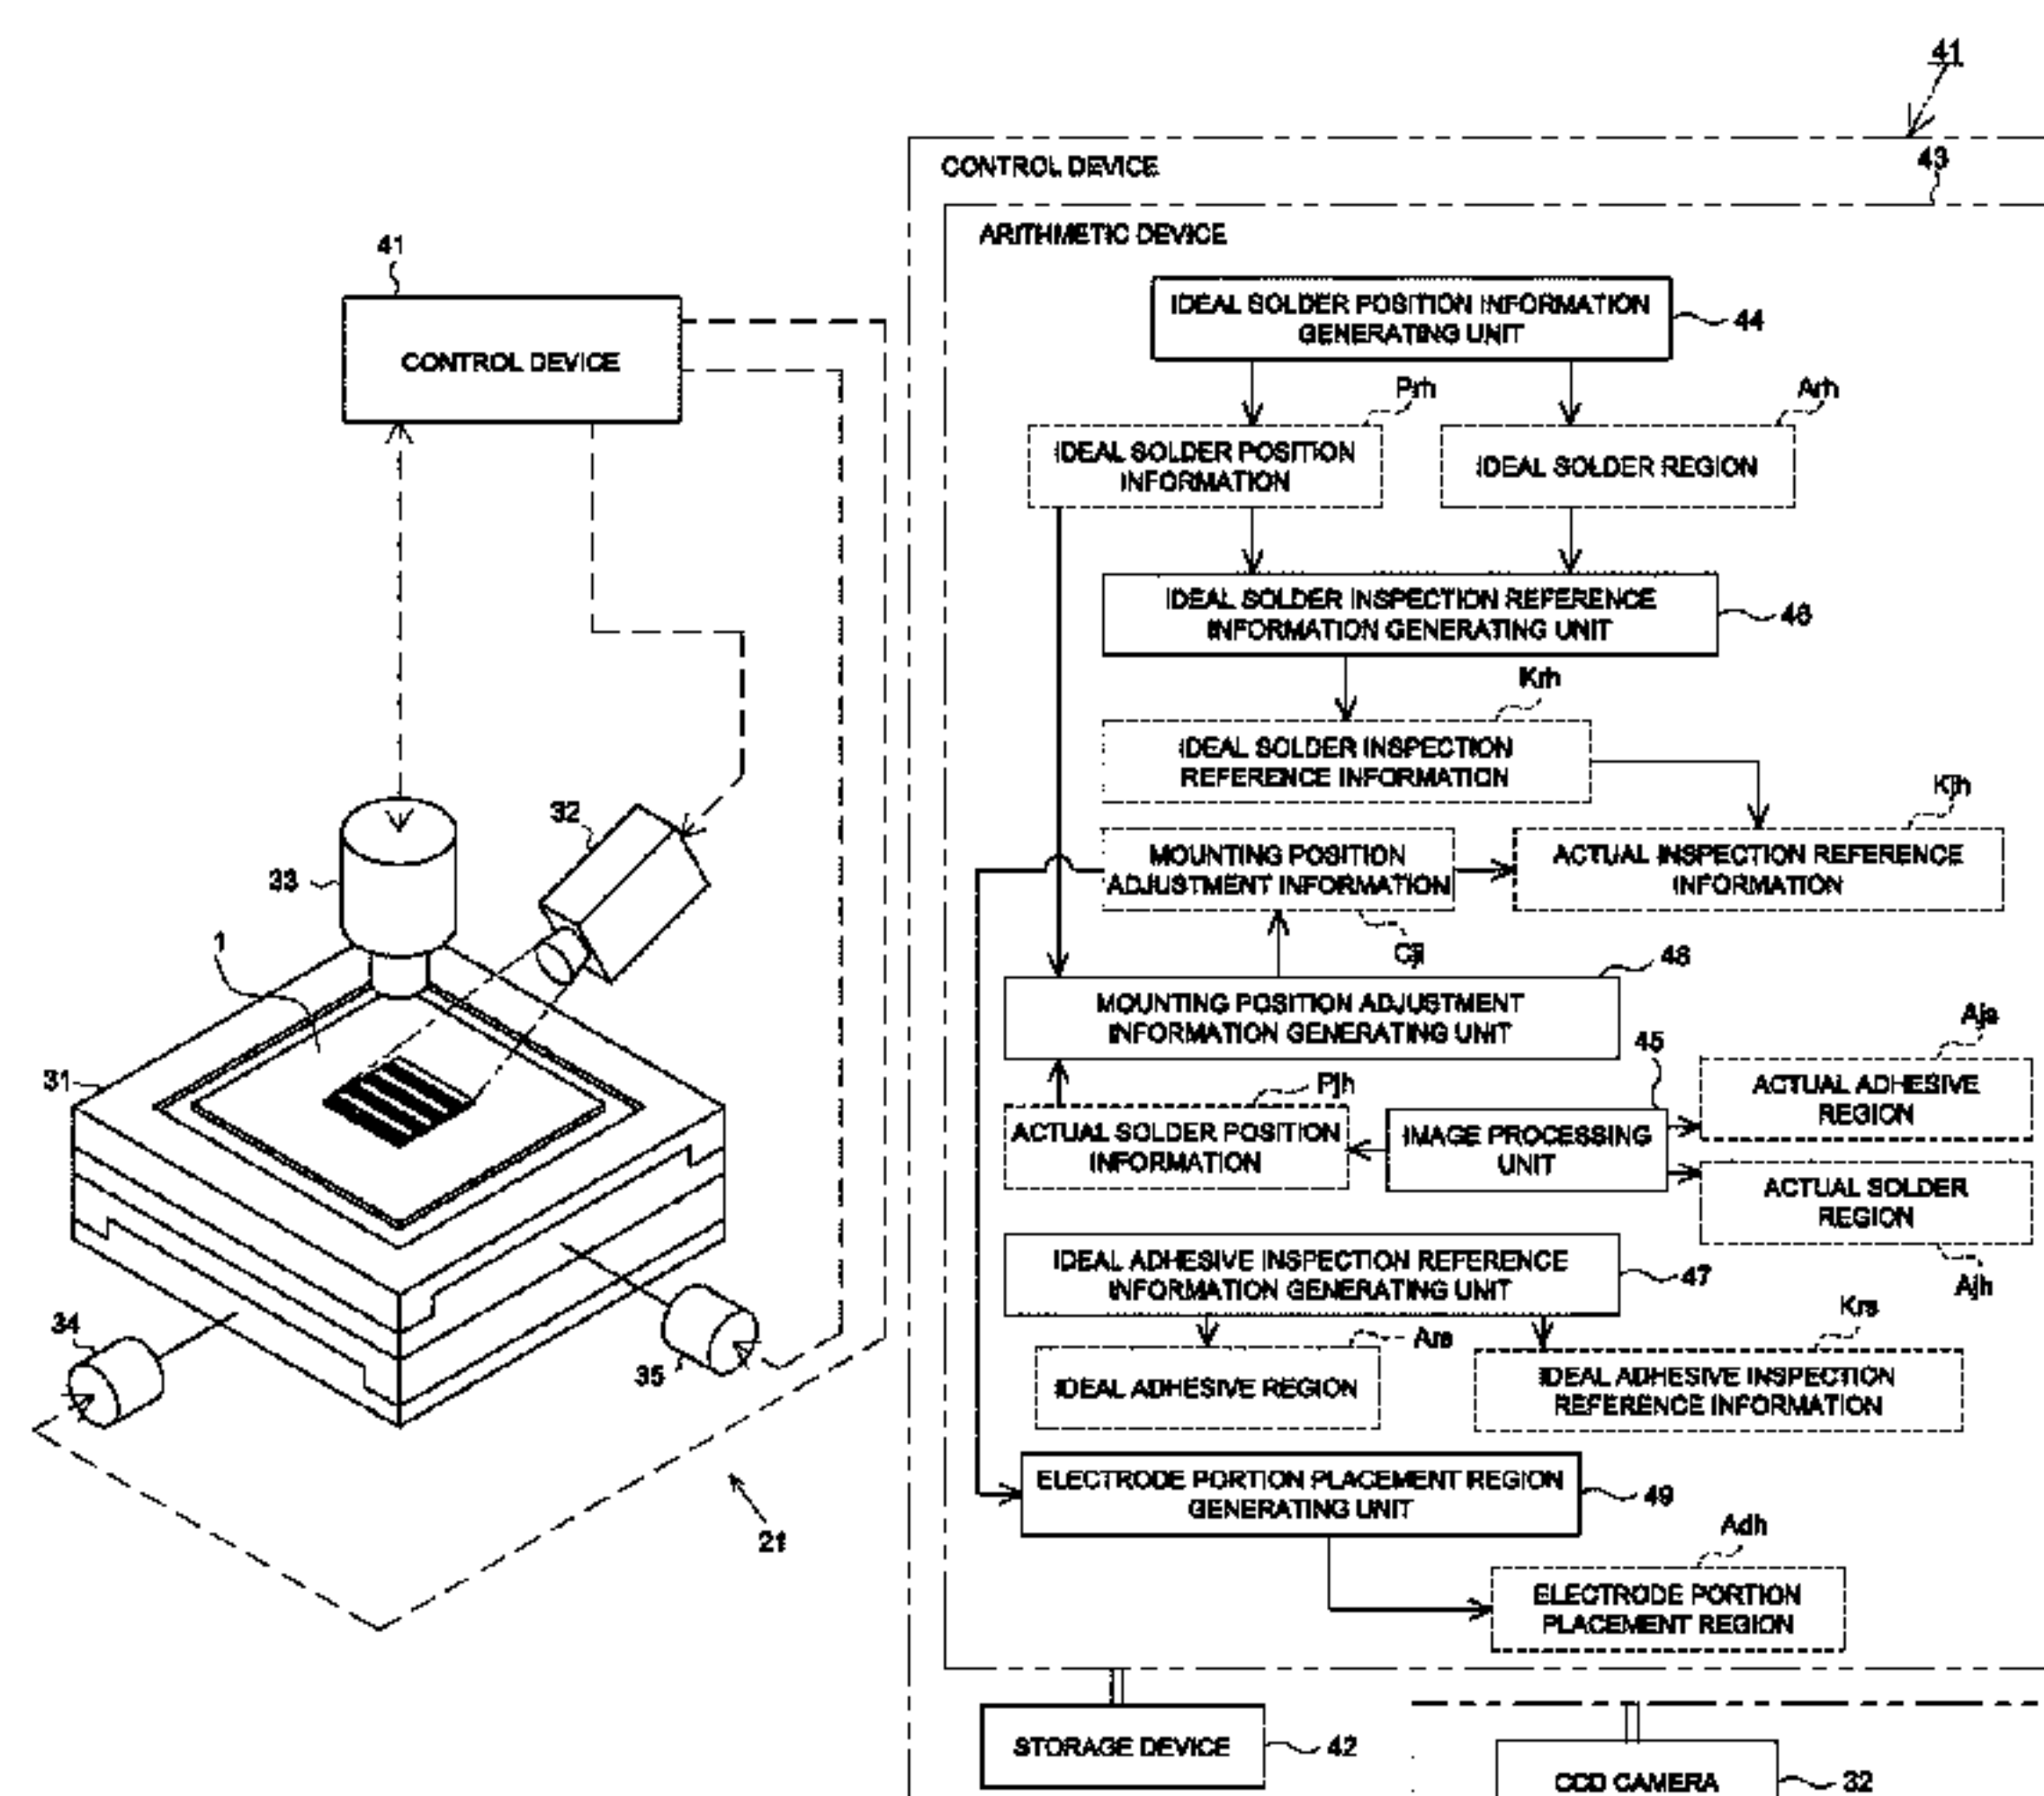 41
CONTROL DEVICE
33
32
1
31
34
35
21
41
CONTROL DEVICE
43
ARITHMETIC DEVICE
IDEAL SOLDER POSITION INFORMATION
GENERATING UNIT
44
Prh
Arh
IDEAL SOLDER POSITION
INFORMATION
IDEAL SOLDER REGION
IDEAL SOLDER INSPECTION REFERENCE
INFORMATION GENERATING UNIT
46
Krh
IDEAL SOLDER INSPECTION
REFERENCE INFORMATION
Kjh
MOUNTING POSITION
ADJUSTMENT INFORMATION
ACTUAL INSPECTION REFERENCE
INFORMATION
Cji
48
MOUNTING POSITION ADJUSTMENT
INFORMATION GENERATING UNIT
45
Pjh
Ajs
ACTUAL SOLDER POSITION
INFORMATION
IMAGE PROCESSING
UNIT
ACTUAL ADHESIVE
REGION
ACTUAL SOLDER
REGION
Ajh
IDEAL ADHESIVE INSPECTION REFERENCE
INFORMATION GENERATING UNIT
47
Ars
Krs
IDEAL ADHESIVE REGION
IDEAL ADHESIVE INSPECTION
REFERENCE INFORMATION
ELECTRODE PORTION PLACEMENT REGION
GENERATING UNIT
49
Adh
ELECTRODE PORTION
PLACEMENT REGION
STORAGE DEVICE
42
CCD CAMERA
32